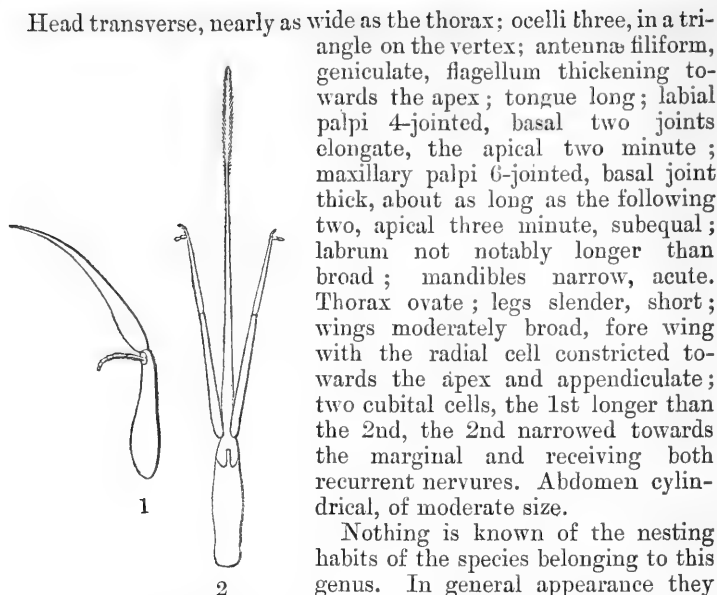 Head transverse, nearly as wide as the thorax; ocelli three, in a tri-
angle on the vertex; antennæ filiform,
geniculate, flagellum thickening to-
wards the apex; tongue long; labial
palpi 4-jointed, basal two joints
elongate, the apical two minute;
maxillary palpi 6-jointed, basal joint
thick, about as long as the following
two, apical three minute, subequal;
labrum not notably longer than
broad; mandibles narrow, acute.
Thorax ovate; legs slender, short;
wings moderately broad, fore wing
with the radial cell constricted to-
wards the apex and appendiculate;
two cubital cells, the 1st longer than
the 2nd, the 2nd narrowed towards
the marginal and receiving both
recurrent nervures. Abdomen cylin-
drical, of moderate size.
Nothing is known of the nesting
habits of the species belonging to this
genus. In general appearance they
1
2